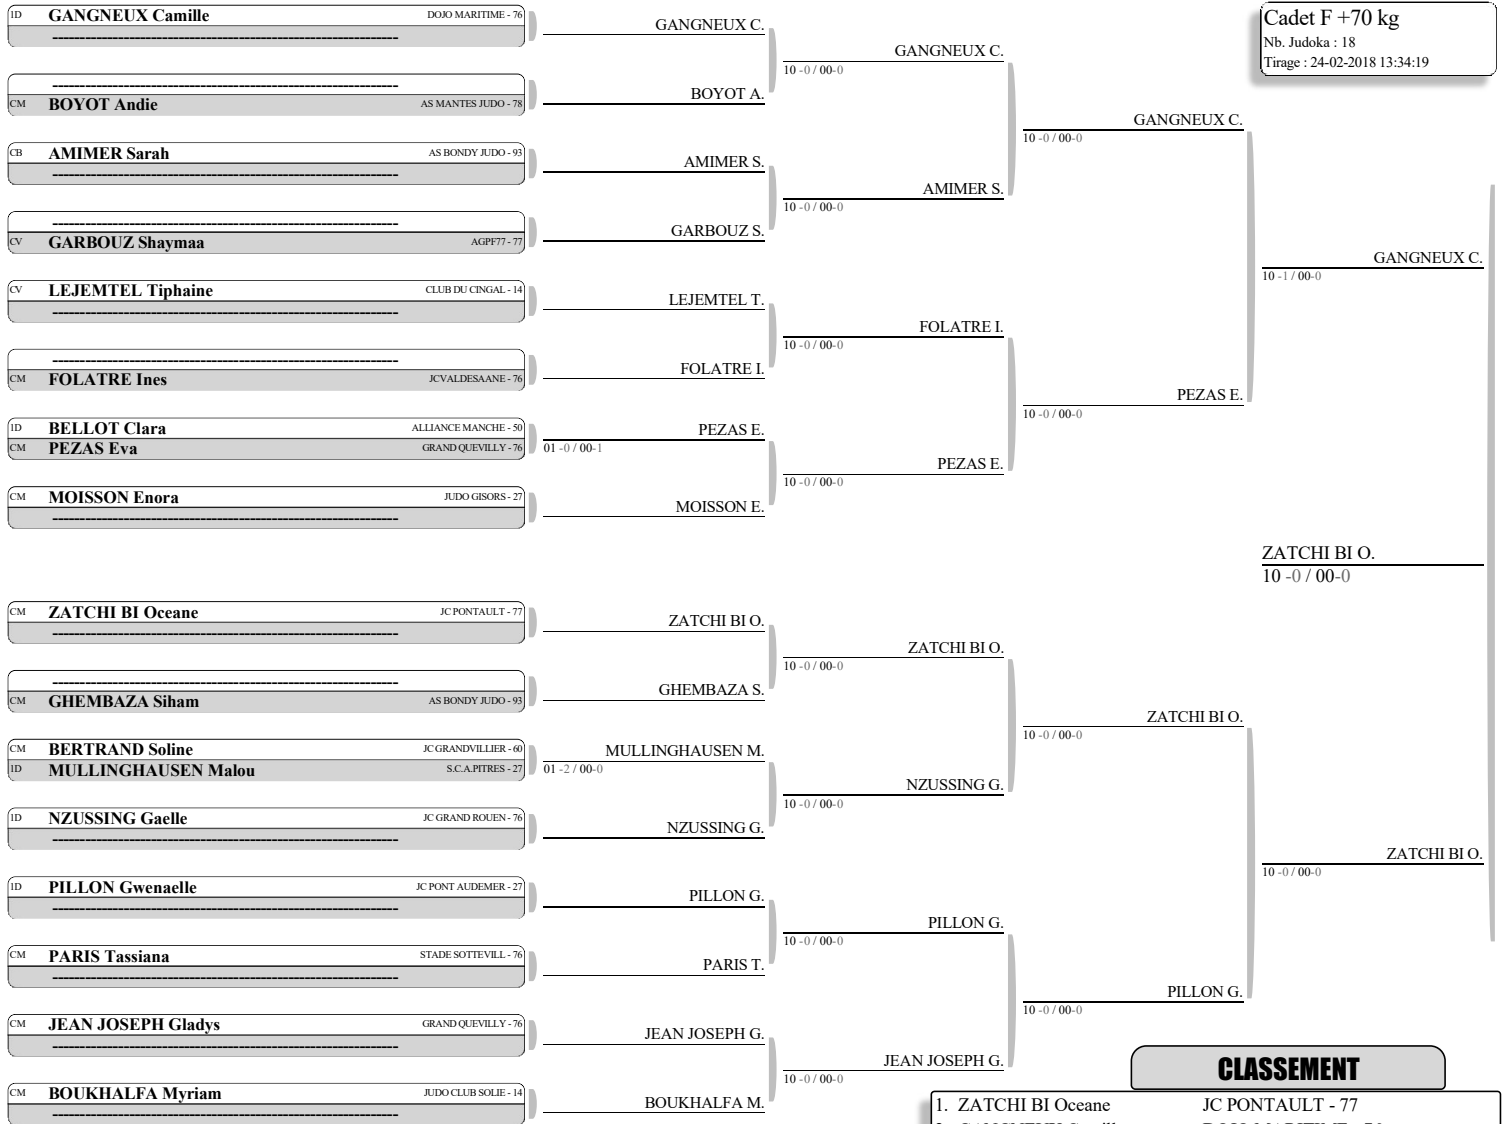 Cadet F +70 kg
Nb. Judoka : 18
Tirage : 24-02-2018 13:34:19
1D GANGNEUX Camille DOJO MARITIME - 76
------------------------------------------------------------------
------------------------------------------------------------------
CM BOYOT Andie AS MANTES JUDO - 78
CB AMIMER Sarah AS BONDY JUDO - 93
------------------------------------------------------------------
------------------------------------------------------------------
CV GARBOUZ Shaymaa AGPF77 - 77
CV LEJEMTEL Tiphaine CLUB DU CINGAL - 14
------------------------------------------------------------------
------------------------------------------------------------------
CM FOLATRE Ines JCVALDESAANE - 76
1D BELLOT Clara ALLIANCE MANCHE - 50
CM PEZAS Eva GRAND QUEVILLY - 76
CM MOISSON Enora JUDO GISORS - 27
------------------------------------------------------------------
CM ZATCHI BI Oceane JC PONTAULT - 77
------------------------------------------------------------------
------------------------------------------------------------------
CM GHEMBAZA Siham AS BONDY JUDO - 93
CM BERTRAND Soline JC GRANDVILLIER - 60
1D MULLINGHAUSEN Malou S.C.A.PITRES - 27
1D NZUSSING Gaelle JC GRAND ROUEN - 76
------------------------------------------------------------------
1D PILLON Gwenaelle JC PONT AUDEMER - 27
------------------------------------------------------------------
CM PARIS Tassiana STADE SOTTEVILL - 76
------------------------------------------------------------------
CM JEAN JOSEPH Gladys GRAND QUEVILLY - 76
------------------------------------------------------------------
CM BOUKHALFA Myriam JUDO CLUB SOLIE - 14
------------------------------------------------------------------
GANGNEUX C.
BOYOT A.
AMIMER S.
GARBOUZ S.
LEJEMTEL T.
FOLATRE I.
PEZAS E.
01 -0 / 00-1
MOISSON E.
ZATCHI BI O.
GHEMBAZA S.
MULLINGHAUSEN M.
01 -2 / 00-0
NZUSSING G.
PILLON G.
PARIS T.
JEAN JOSEPH G.
BOUKHALFA M.
GANGNEUX C.
10 -0 / 00-0
AMIMER S.
10 -0 / 00-0
FOLATRE I.
10 -0 / 00-0
PEZAS E.
10 -0 / 00-0
ZATCHI BI O.
10 -0 / 00-0
NZUSSING G.
10 -0 / 00-0
PILLON G.
10 -0 / 00-0
JEAN JOSEPH G.
10 -0 / 00-0
GANGNEUX C.
10 -0 / 00-0
PEZAS E.
10 -0 / 00-0
ZATCHI BI O.
10 -0 / 00-0
PILLON G.
10 -0 / 00-0
GANGNEUX C.
10 -1 / 00-0
ZATCHI BI O.
10 -0 / 00-0
ZATCHI BI O.
10 -0 / 00-0
CLASSEMENT
1. ZATCHI BI Oceane JC PONTAULT - 77